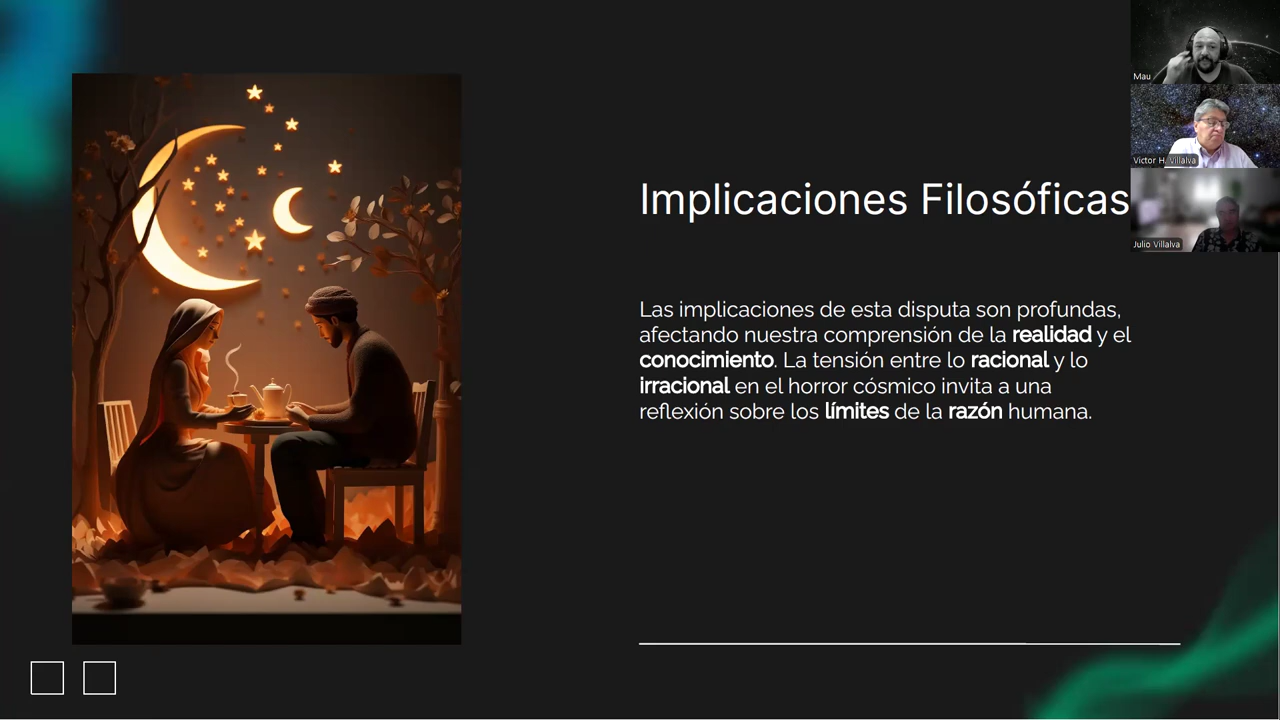 Implicaciones Filosóficas
Las implicaciones de esta disputa son profundas,
afectando nuestra comprensión de la realidad y el
conocimiento. La tensión entre lo racional y lo
irracional en el horror cósmico invita a una
reflexión sobre los límites de la razón humana.
Mau
Victor H. Villalva
Julio Villalva